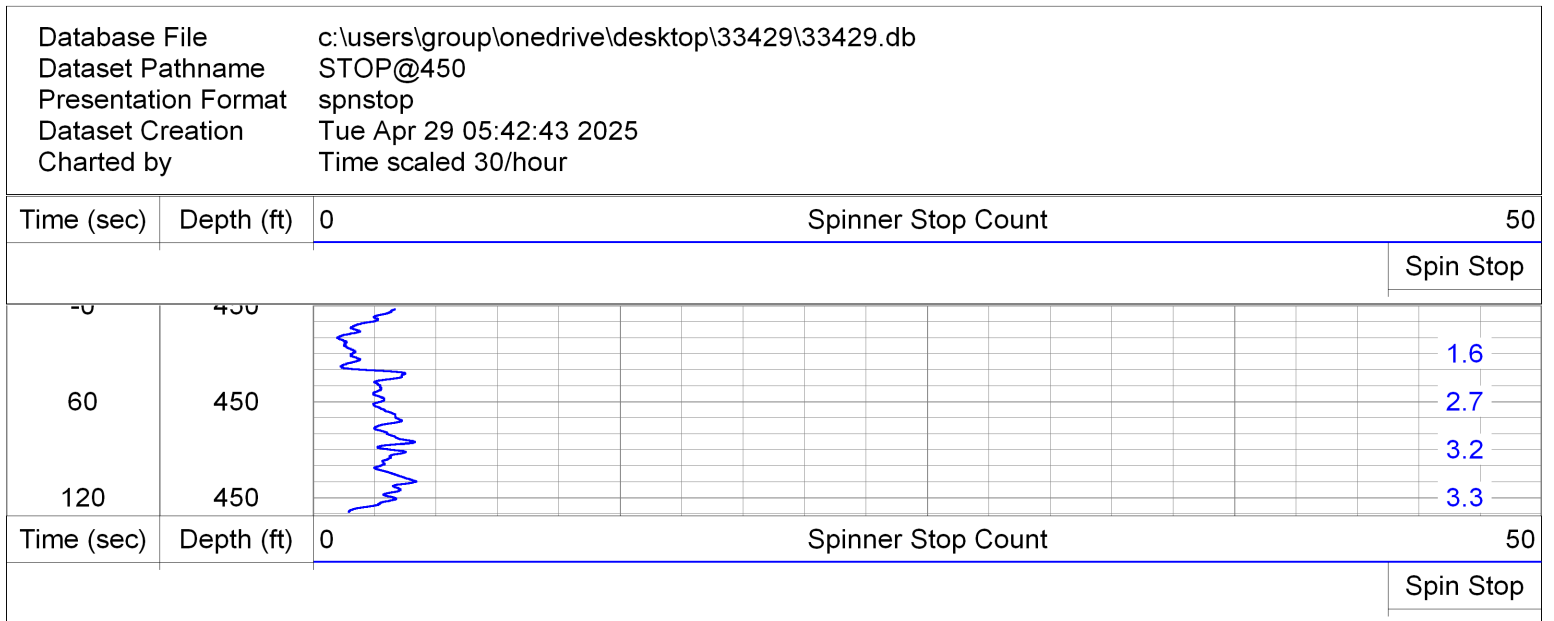 Database File c:\users\group\onedrive\desktop\33429\33429.db
Dataset Pathname STOP@450
Presentation Format spnstop
Dataset Creation Tue Apr 29 05:42:43 2025
Charted by Time scaled 30/hour
Time (sec) Depth (ft) 0 Spinner Stop Count 50
Spin Stop
-0 450
1.6
60 450 2.7
3.2
120 450 3.3
Time (sec) Depth (ft) 0 Spinner Stop Count 50
Spin Stop